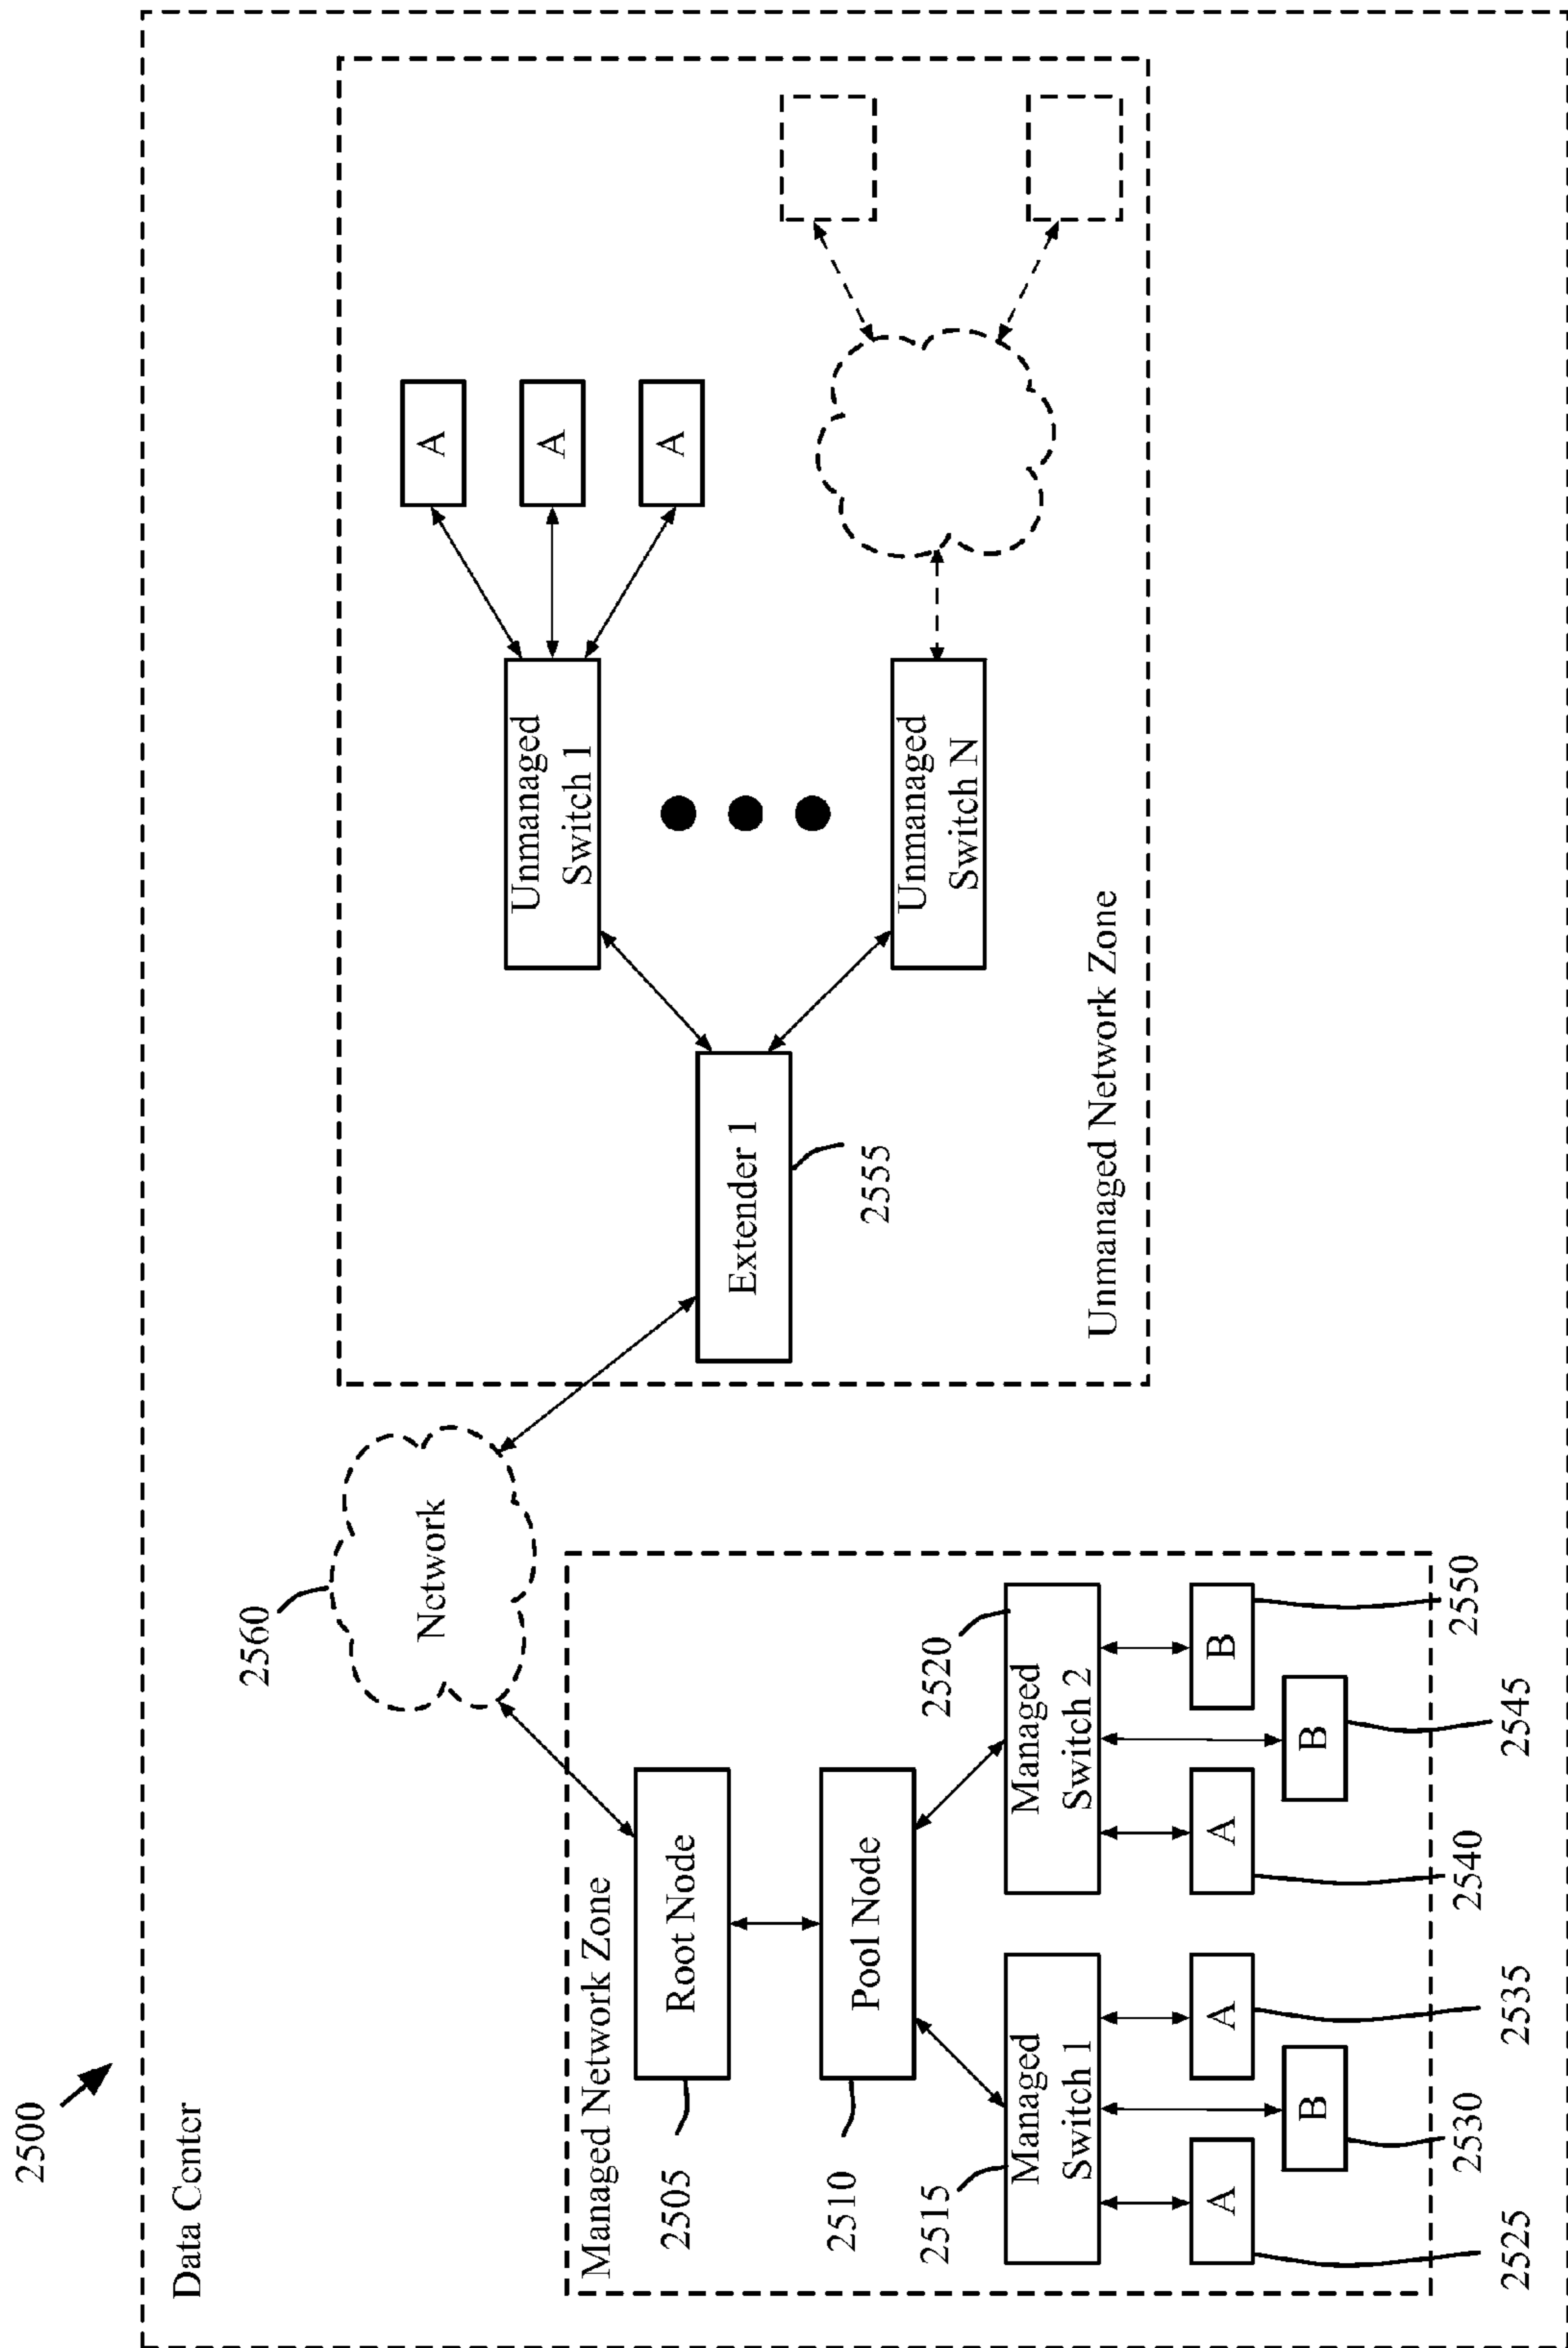 2500
Data Center
2560
Network
Managed Network Zone
Root Node
2505
Pool Node
2510
2515
Managed
Switch 1
2520
Managed
Switch 2
A
B
A
A
B
B
2525
2530
2535
2540
2545
2550
Extender 1
2555
Unmanaged
Switch 1
A
A
A
Unmanaged
Switch N
Unmanaged Network Zone